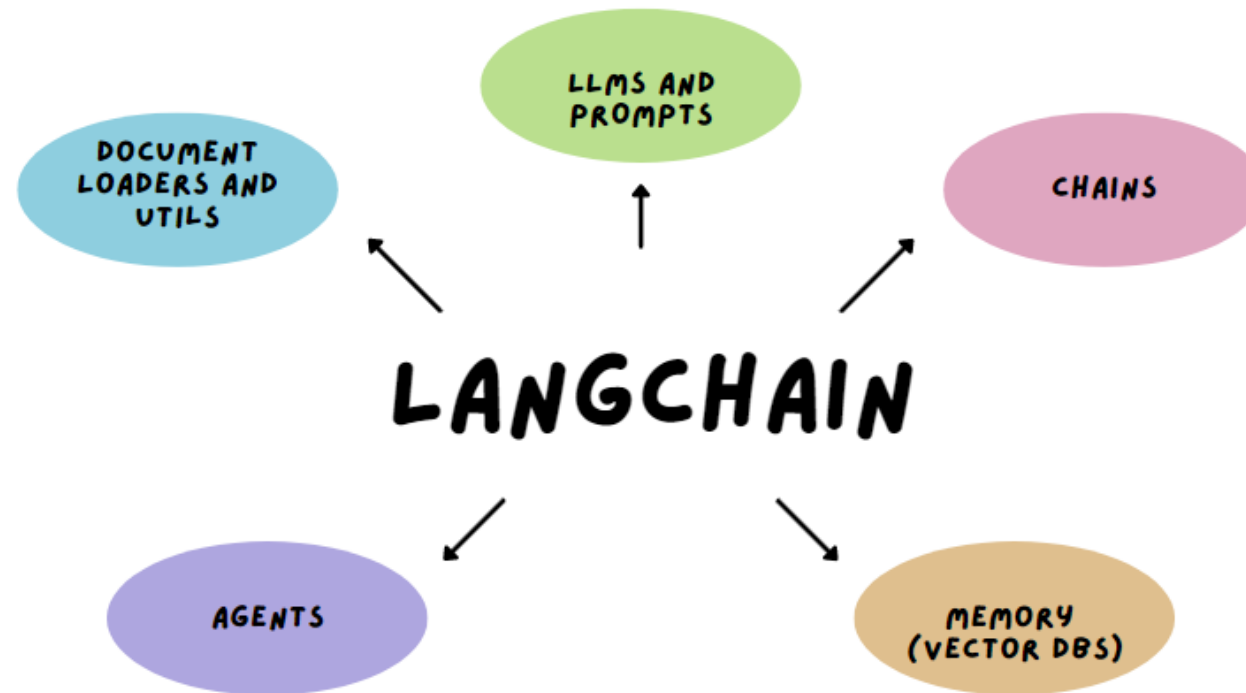 LLMS AND
PROMPTS
DOCUMENT
LOADERS AND
UTILS
CHAINS
LANGCHAIN
AGENTS
MEMORY
(VECTOR DBS)